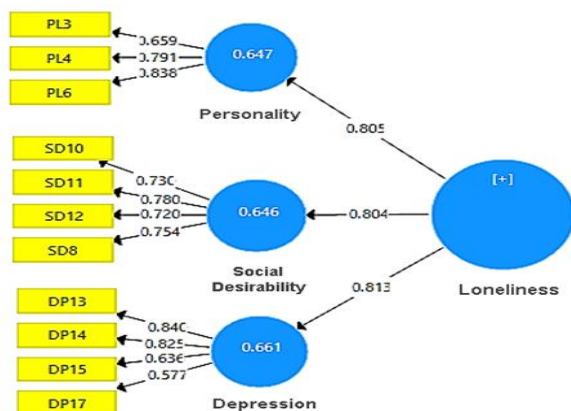 PL3
PL4
PL6
0.659
0.791
0.838
0.647
Personality
0.805
SD10
SD11
SD12
SD8
0.730
0.780
0.720
0.754
0.646
Social
Desirability
0.804
[+]
Loneliness
0.813
DP13
DP14
DP15
DP17
0.840
0.825
0.636
0.577
0.661
Depression